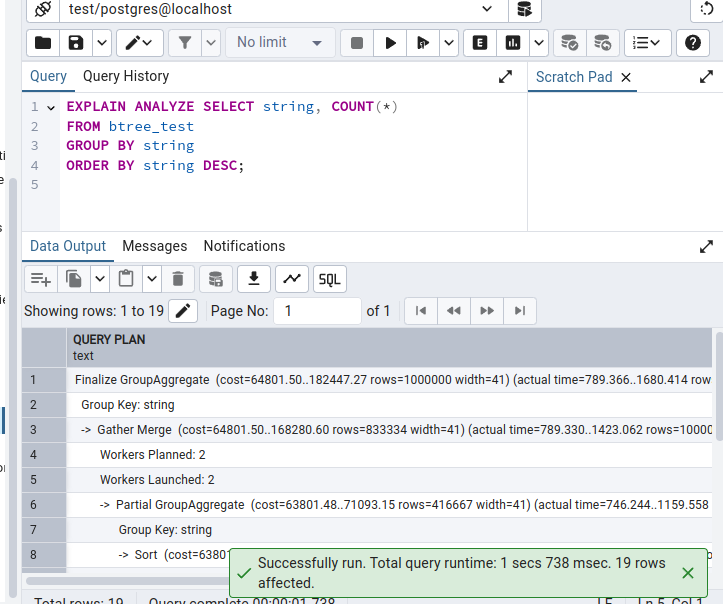 test/postgres@localhost
No limit
E
Query
Query History
Scratch Pad
1 EXPLAIN ANALYZE SELECT string, COUNT(*)
2 FROM btree_test
3 GROUP BY string
4 ORDER BY string DESC;
5
Data Output
Messages
Notifications
SQL
Showing rows: 1 to 19
Page No: 1 of 1
QUERY PLAN
text
1 Finalize GroupAggregate (cost=64801.50..182447.27 rows=1000000 width=41) (actual time=789.366..1680.414 row
2 Group Key: string
3 -> Gather Merge (cost=64801.50..168280.60 rows=833334 width=41) (actual time=789.330..1423.062 rows=10000
4 Workers Planned: 2
5 Workers Launched: 2
6 -> Partial GroupAggregate (cost=63801.48..71093.15 rows=416667 width=41) (actual time=746.244..1159.558
7 Group Key: string
8 -> Sort (cost=6380
Successfully run. Total query runtime: 1 secs 738 msec. 19 rows
affected.
Total rows: 19
Query complete 00:00:01.738
LF
Ln 5, Col 1